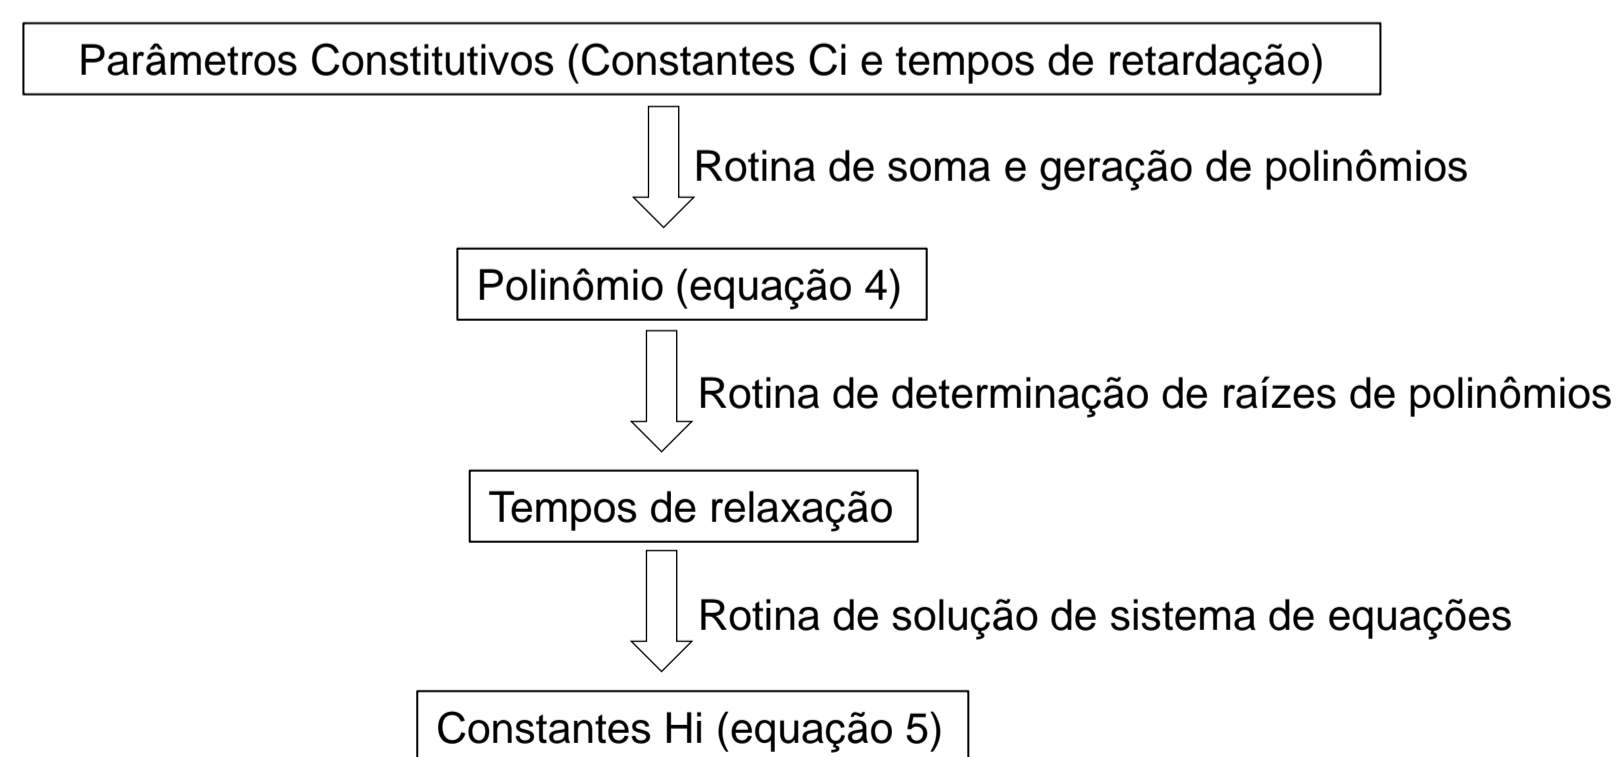 Parâmetros Constitutivos (Constantes Ci e tempos de retardação)
Rotina de soma e geração de polinômios
Polinômio (equação 4)
Rotina de determinação de raízes de polinômios
Tempos de relaxação
Rotina de solução de sistema de equações
Constantes Hi (equação 5)